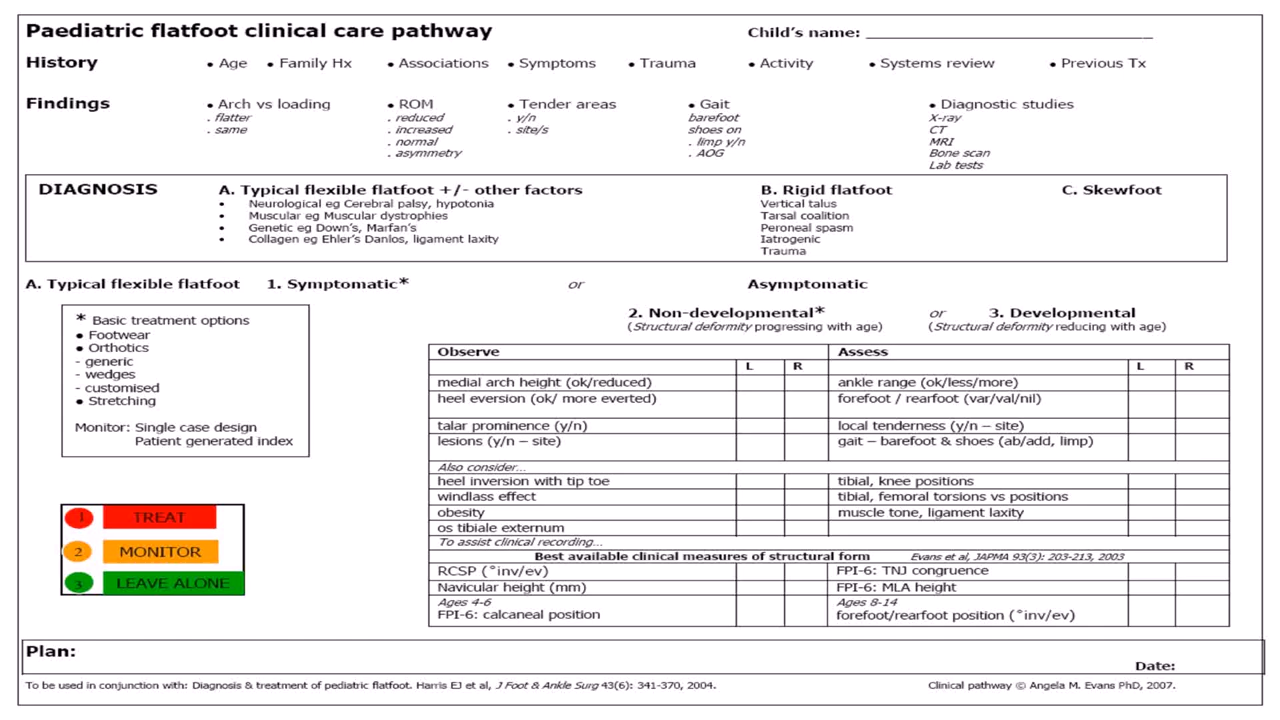 Paediatric flatfoot clinical care pathway Child's name: ______________________________
History • Age • Family Hx • Associations • Symptoms • Trauma • Activity • Systems review • Previous Tx
Findings • Arch vs loading • ROM • Tender areas • Gait • Diagnostic studies
. flatter . reduced . y/n barefoot X-ray
. same . increased . site/s shoes on CT
. normal . limp y/n MRI
. asymmetry . AOG Bone scan
Lab tests
DIAGNOSIS A. Typical flexible flatfoot +/- other factors B. Rigid flatfoot C. Skewfoot
• Neurological eg Cerebral palsy, hypotonia Vertical talus
• Muscular eg Muscular dystrophies Tarsal coalition
• Genetic eg Down's, Marfan's Peroneal spasm
• Collagen eg Ehler's Danlos, ligament laxity Iatrogenic
Trauma
A. Typical flexible flatfoot 1. Symptomatic* or Asymptomatic
2. Non-developmental* or 3. Developmental
(Structural deformity progressing with age) (Structural deformity reducing with age)
* Basic treatment options
• Footwear
• Orthotics
- generic
- wedges
- customised
• Stretching
Monitor: Single case design
Patient generated index
1 TREAT
2 MONITOR
3 LEAVE ALONE
Observe Assess
L R L R
medial arch height (ok/reduced) ankle range (ok/less/more)
heel eversion (ok/ more everted) forefoot / rearfoot (var/val/nil)
talar prominence (y/n) local tenderness (y/n – site)
lesions (y/n – site) gait – barefoot & shoes (ab/add, limp)
Also consider...
heel inversion with tip toe tibial, knee positions
windlass effect tibial, femoral torsions vs positions
obesity muscle tone, ligament laxity
os tibiale externum
To assist clinical recording...
Best available clinical measures of structural form Evans et al, JAPMA 93(3): 203-213, 2003
RCSP (°inv/ev) FPI-6: TNJ congruence
Navicular height (mm) FPI-6: MLA height
Ages 4-6 Ages 8-14
FPI-6: calcaneal position forefoot/rearfoot position (°inv/ev)
Plan:
Date:
To be used in conjunction with: Diagnosis & treatment of pediatric flatfoot. Harris EJ et al, J Foot & Ankle Surg 43(6): 341-370, 2004. Clinical pathway © Angela M. Evans PhD, 2007.